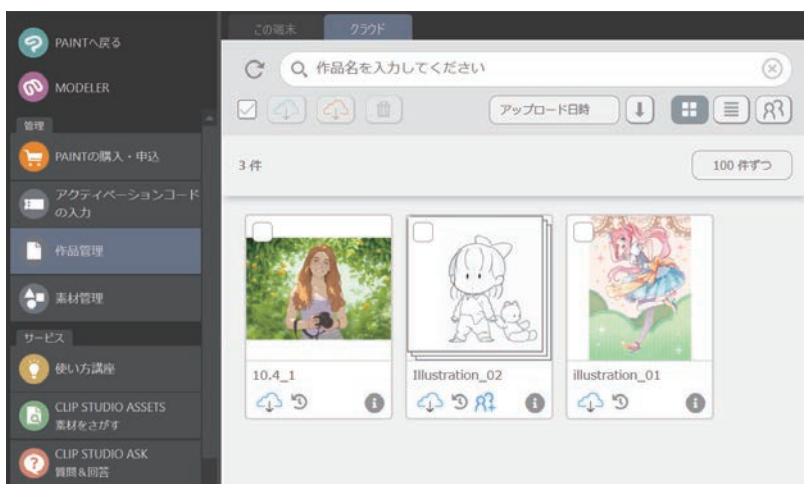 PAINTへ戻る
MODELER
管理
PAINTの購入・申込
アクティベーションコード
の入力
作品管理
素材管理
サービス
使い方講座
CLIP STUDIO ASSETS
素材をさがす
CLIP STUDIO ASK
質問&回答
この端末
クラウド
作品名を入力してください
アップロード日時
3 件
100 件ずつ
10.4_1
Illustration_02
illustration_01